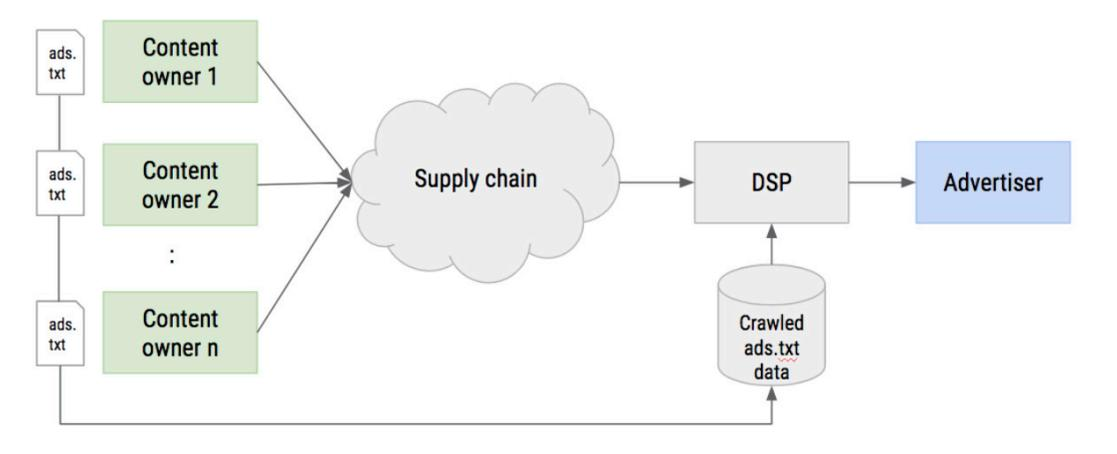 ads.
txt
Content
owner 1
ads.
txt
Content
owner 2
:
ads.
txt
Content
owner n
Supply chain
DSP
Advertiser
Crawled
ads.txt
data